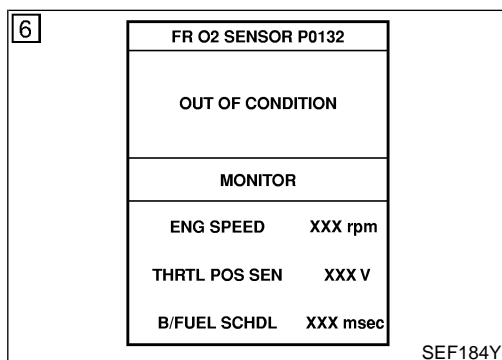 6
FR O2 SENSOR P0132
OUT OF CONDITION
MONITOR
ENG SPEED XXX rpm
THRTL POS SEN XXX V
B/FUEL SCHDL XXX msec
SEF184Y